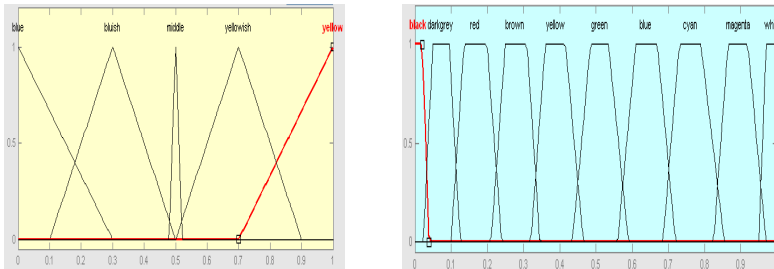 blue bluish middle yellowish yellow
1
0.5
0
0 0.1 0.2 0.3 0.4 0.5 0.6 0.7 0.8 0.9 1
black darkgrey red brown yellow green blue cyan magenta wh
1
0.5
0
0 0.1 0.2 0.3 0.4 0.5 0.6 0.7 0.8 0.9